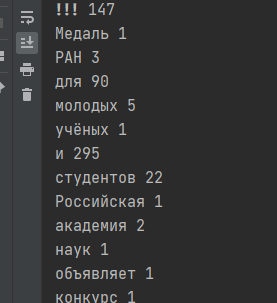 !!! 147
Медаль 1
РАН 3
для 90
молодых 5
учёных 1
и 295
студентов 22
Российская 1
академия 2
наук 1
объявляет 1
конкурс 1